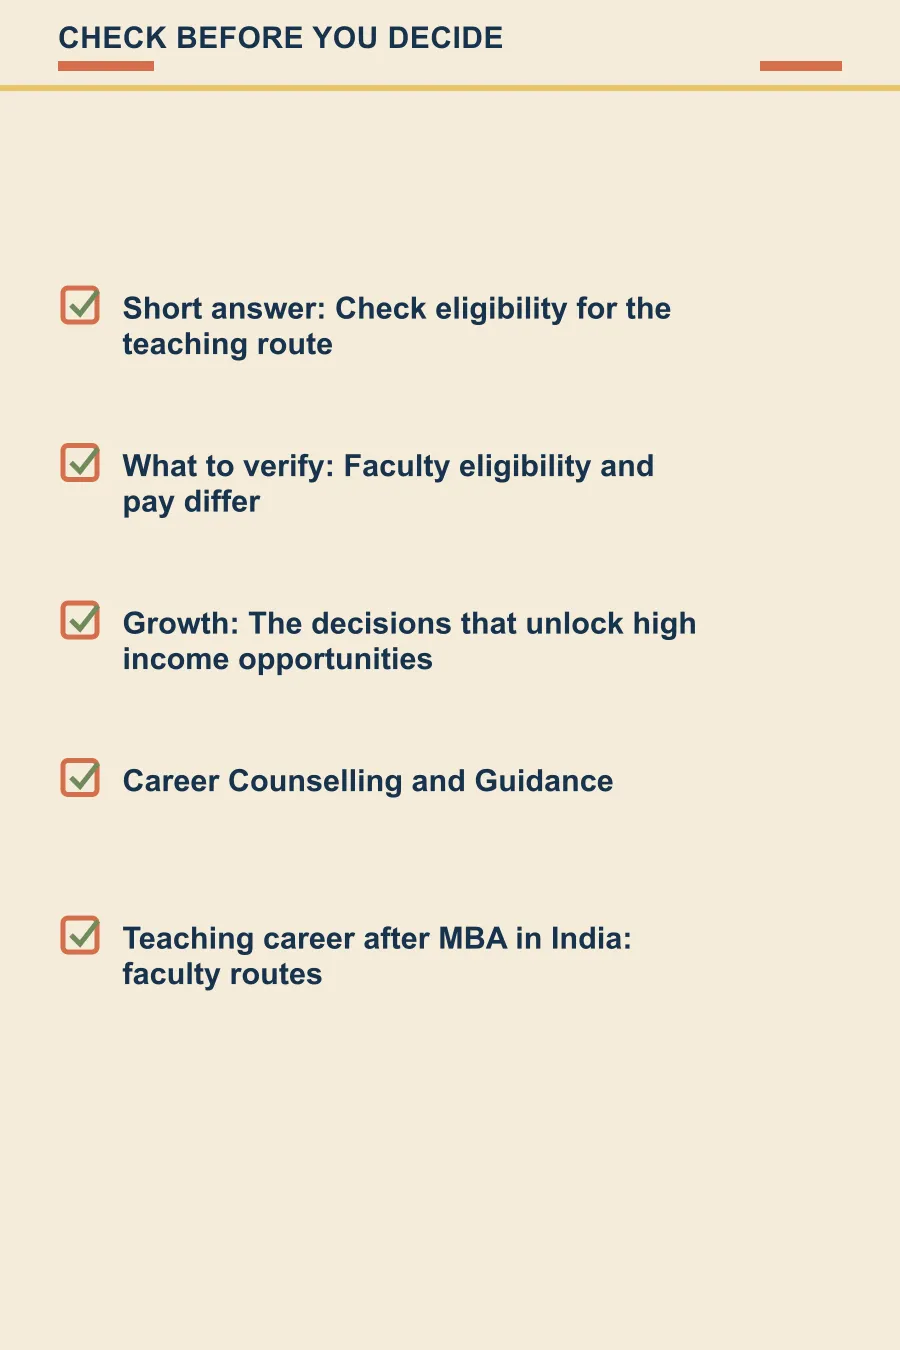 CHECK BEFORE YOU DECIDE
Short answer: Check eligibility for the
teaching route
What to verify: Faculty eligibility and
pay differ
Growth: The decisions that unlock high
income opportunities
Career Counselling and Guidance
Teaching career after MBA in India:
faculty routes